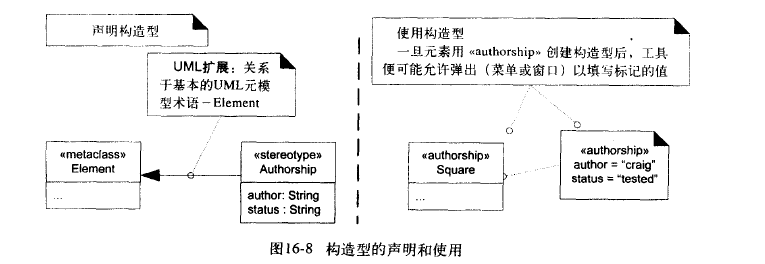 声明构造型
UML扩展：关系
于基本的UML元模
型术语－Element
«metaclass»
Element
...
«stereotype»
Authorship
author: String
status : String
使用构造型
一旦元素用 «authorship» 创建构造型后，工具
便可能允许弹出（菜单或窗口）以填写标记的值
«authorship»
Square
...
«authorship»
author = “craig”
status = “tested”
图16-8 构造型的声明和使用